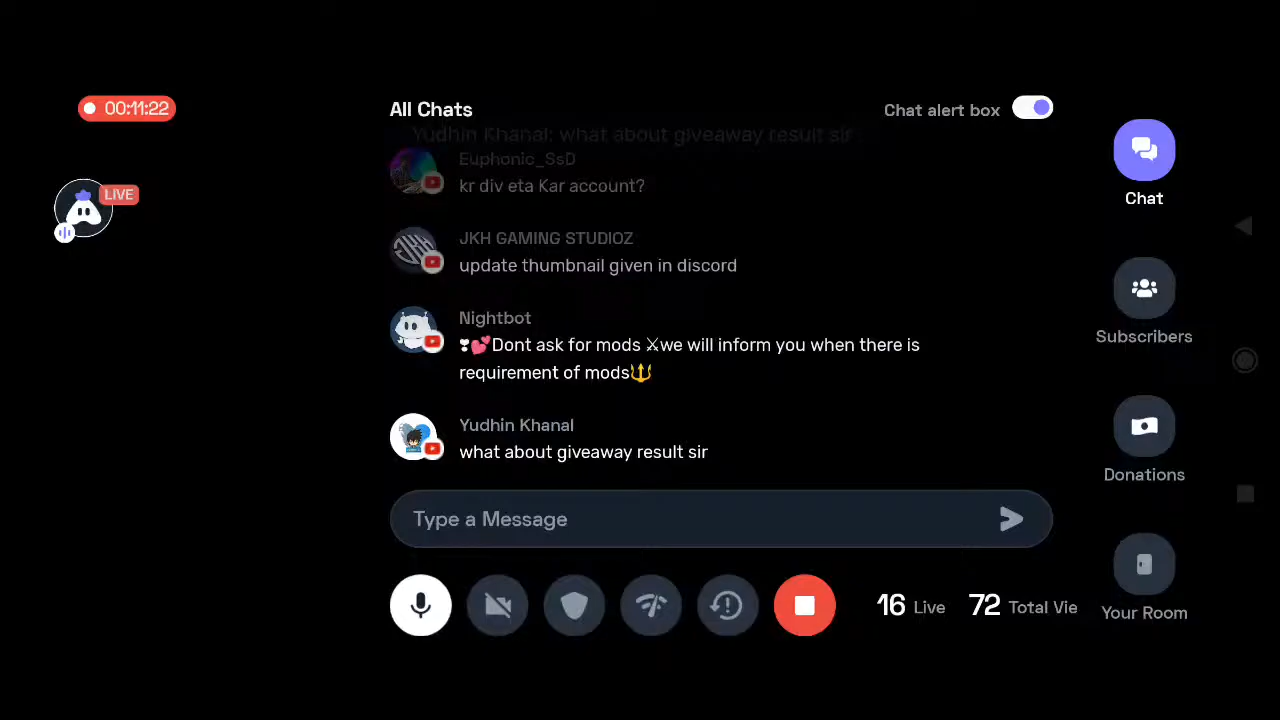 00:11:22
LIVE
All Chats
Chat alert box
Yudhin Khanal: what about giveaway result sir
Euphonic_SsD
kr div eta Kar account?
JKH GAMING STUDIOZ
update thumbnail given in discord
Nightbot
❣💕Dont ask for mods ⚔we will inform you when there is
requirement of mods🔱
Yudhin Khanal
what about giveaway result sir
Type a Message
16 Live 72 Total Vie
Chat
Subscribers
Donations
Your Room